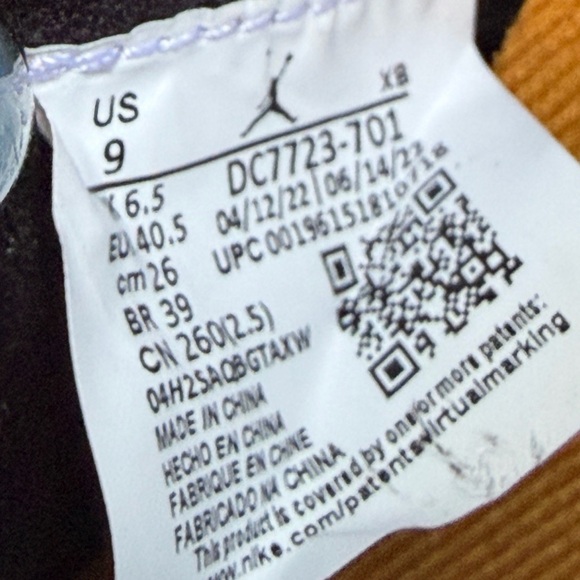 US
9
XB
DC7723-701
6.5
04/12/22 | 06/14/22
EU 40.5
UPC 00196151810718
cm 26
BR 39
CN 260(2.5)
04H2SAQBGTAXW
MADE IN CHINA
HECHO EN CHINA
FABRIQUE EN CHINE
FABRICADO NA CHINA
This product is covered by one or more patents:
www.nike.com/patentsvirtualmarking